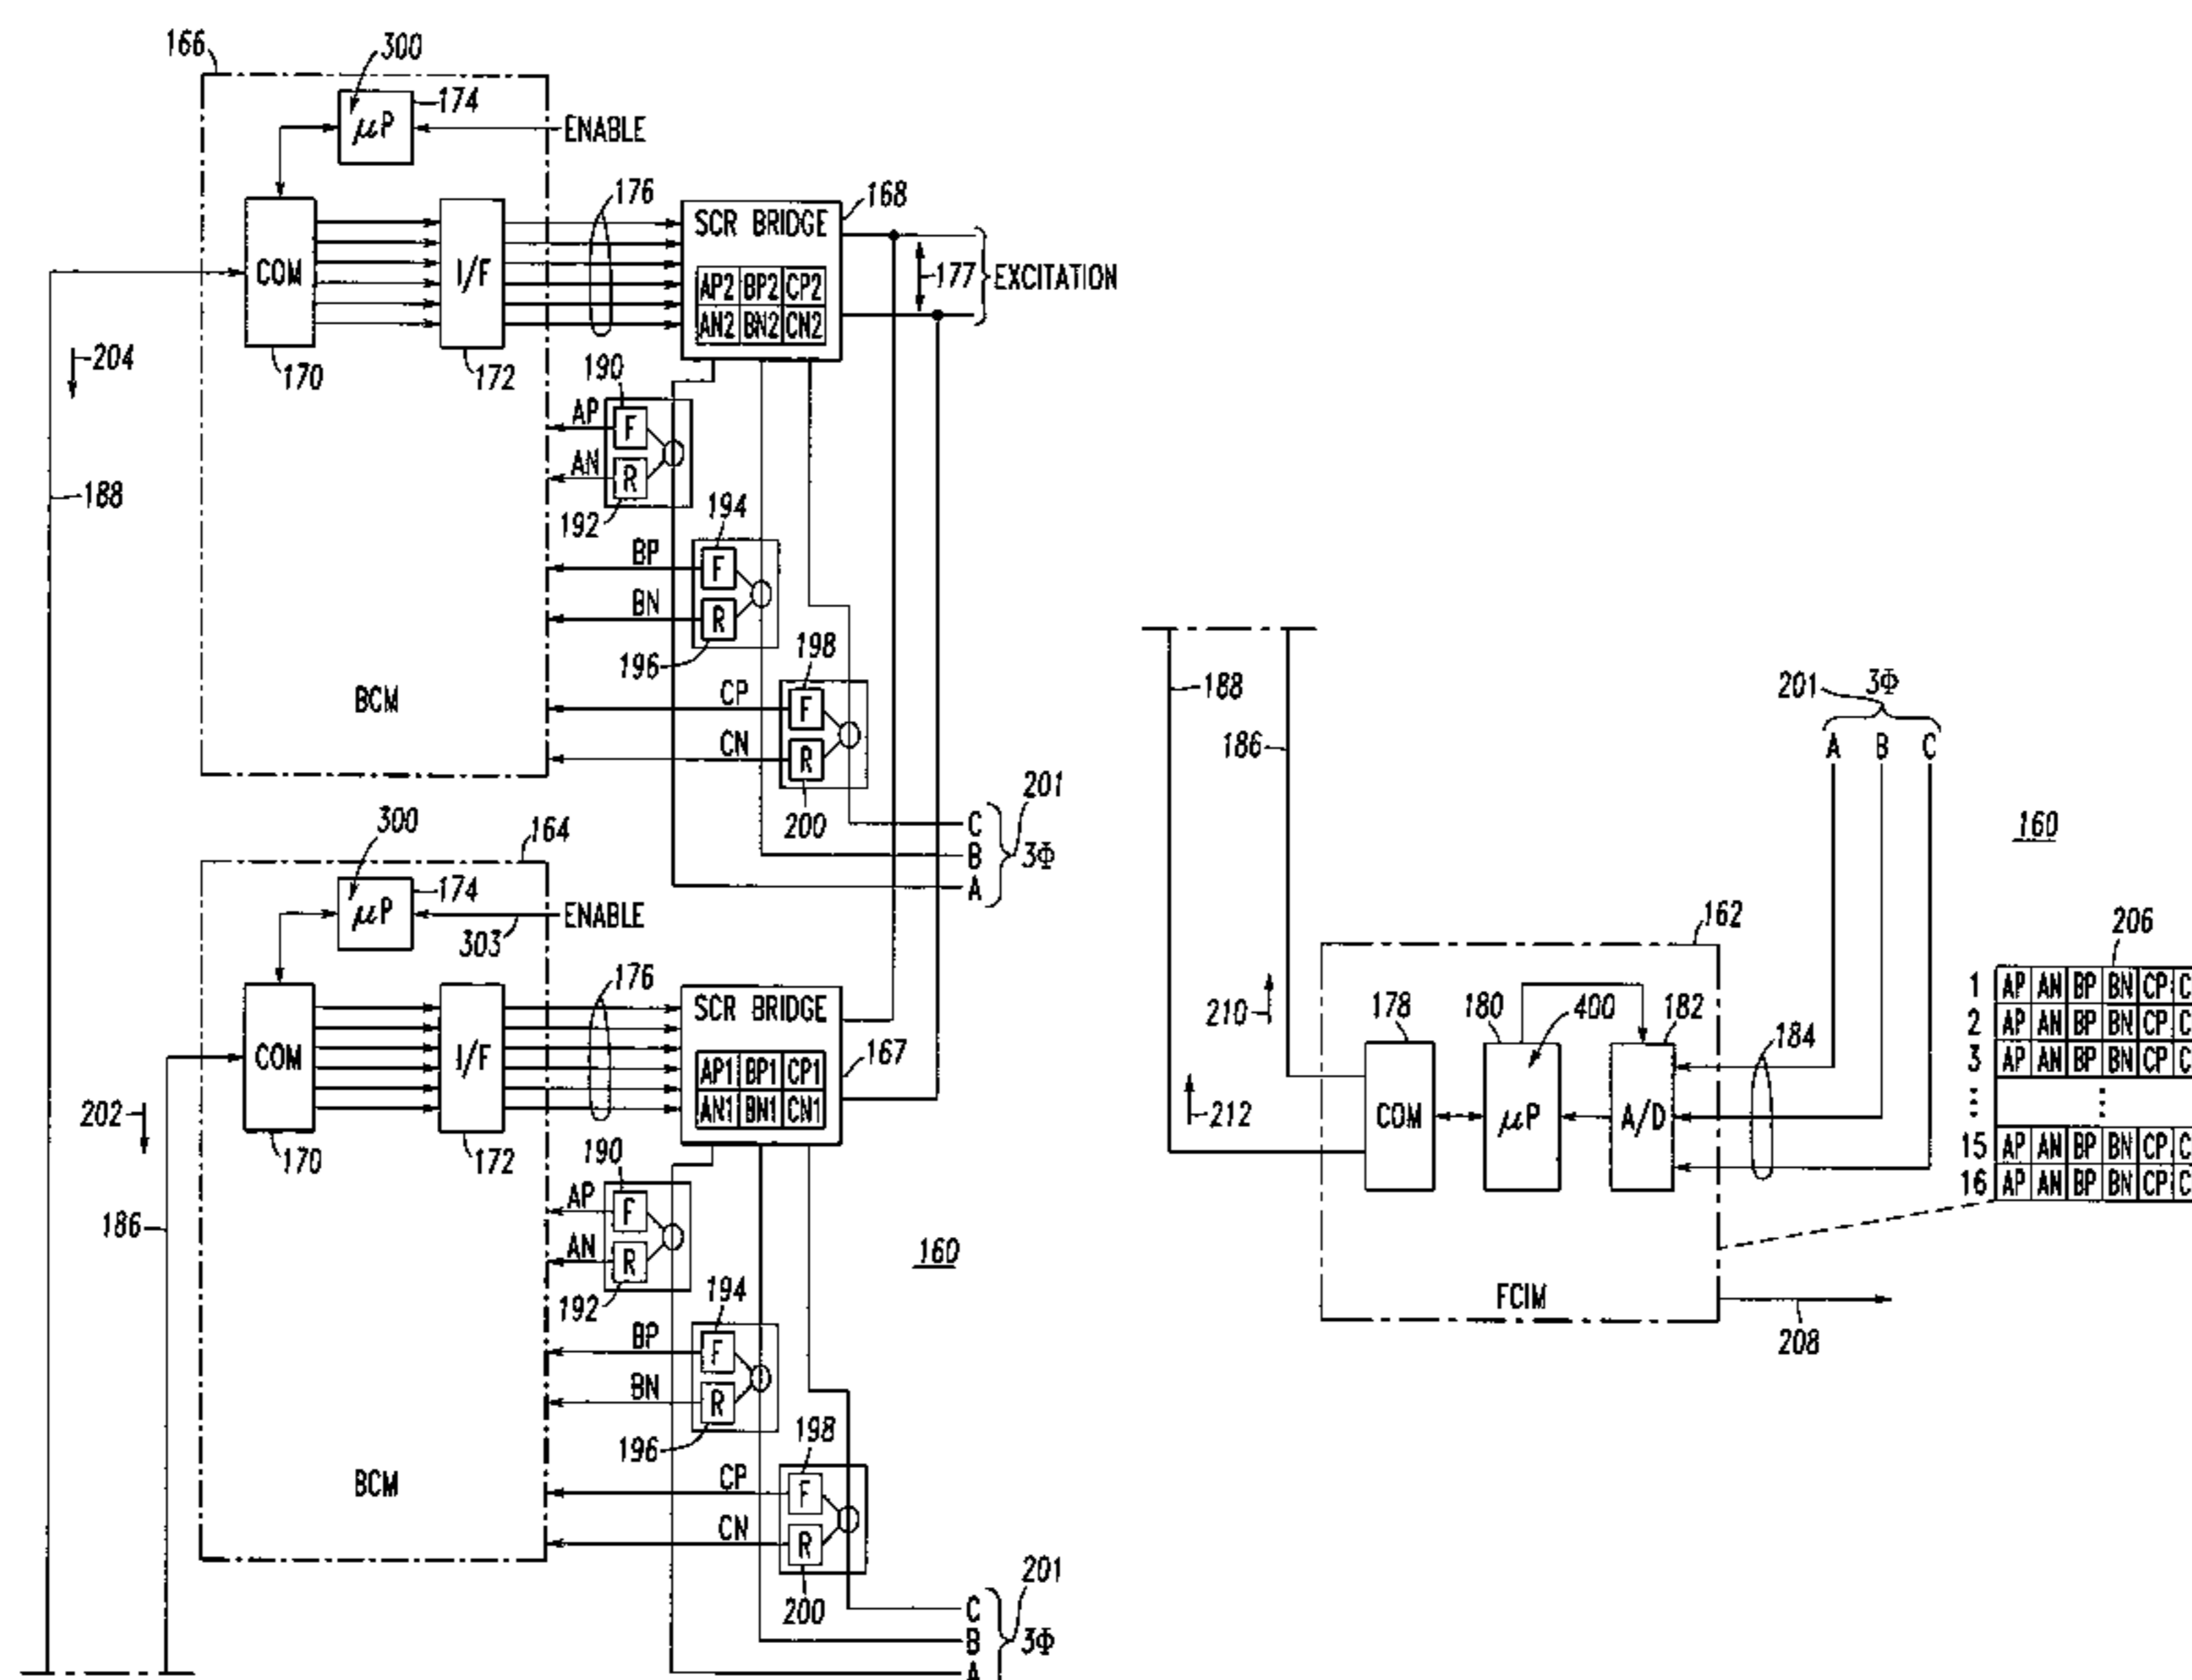 166
300
174
μP
ENABLE
COM
I/F
176
SCR BRIDGE
168
AP2 BP2 CP2
AN2 BN2 CN2
177
EXCITATION
204
170
172
190
AP
F
AN
R
188
192
194
BP
F
BN
R
196
198
CP
F
CN
R
BCM
200
201
C
B
A
3Φ
300
164
174
μP
ENABLE
303
COM
I/F
176
SCR BRIDGE
167
AP1 BP1 CP1
AN1 BN1 CN1
202
170
172
190
AP
F
AN
R
186
192
194
BP
F
BN
R
196
160
198
CP
F
CN
R
BCM
200
201
C
B
A
3Φ
188
186
201
3Φ
A B C
160
162
206
210
178
180
400
182
184
212
COM
μP
A/D
1 AP AN BP BN CP
2 AP AN BP BN CP
3 AP AN BP BN CP
15 AP AN BP BN CP
16 AP AN BP BN CP
FCIM
208